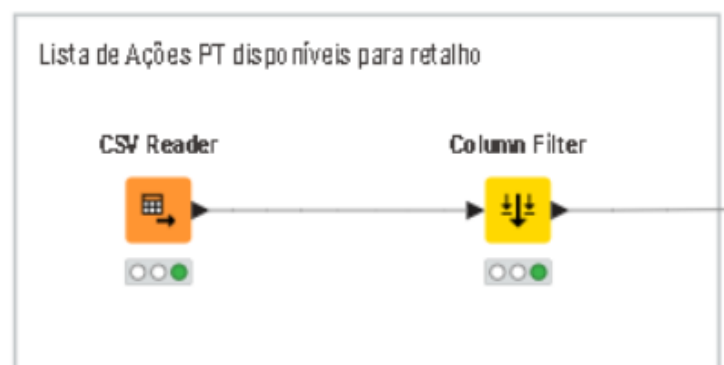 Lista de Ações PT disponíveis para retalho
CSV Reader
Column Filter